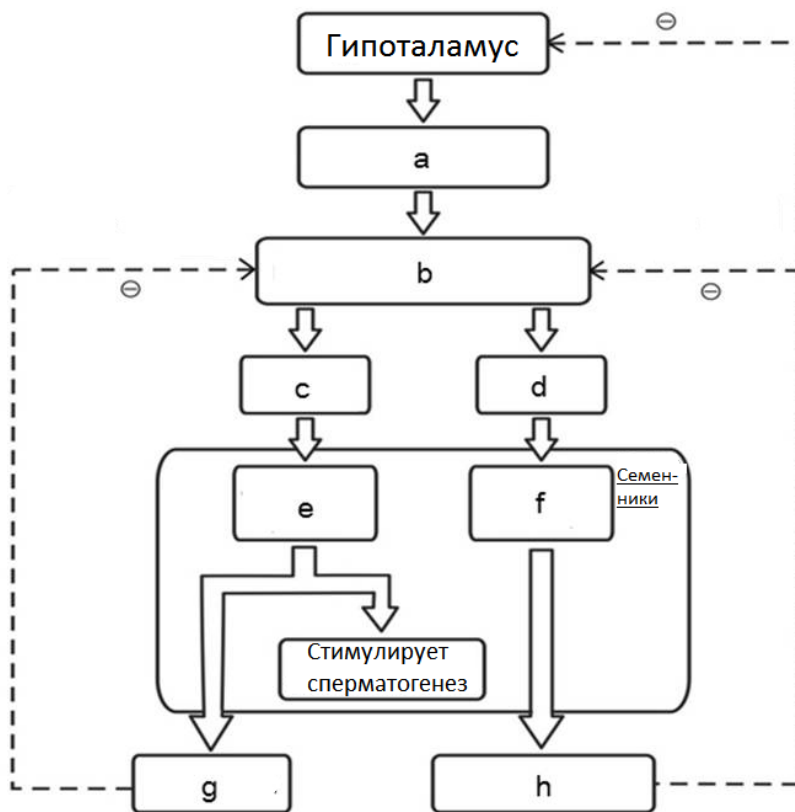 Гипоталамус
a
b
c d
e f
Семен-
ники
Стимулирует
сперматогенез
g h